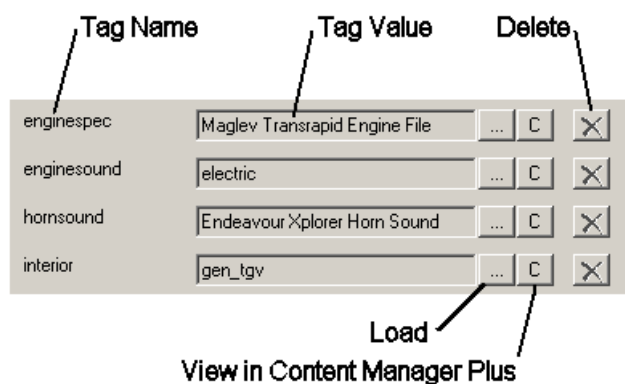 Tag Name Tag Value Delete
enginespec Maglev Transrapid Engine File ... C X
enginesound electric ... C X
hornsound Endeavour Xplorer Horn Sound ... C X
interior gen_tgv ... C X
Load
View in Content Manager Plus